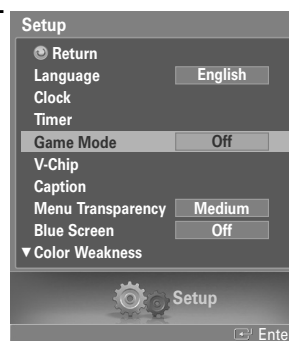 Setup
Return
Language English
Clock
Timer
Game Mode Off
V-Chip
Caption
Menu Transparency Medium
Blue Screen Off
▼Color Weakness
Setup
Ente